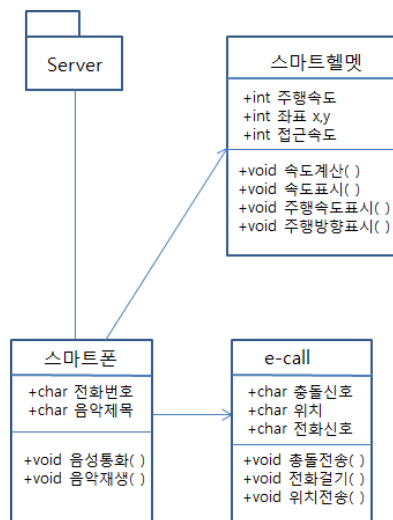 Server
스마트헬멧
+int 주행속도
+int 좌표 x,y
+int 접근속도
+void 속도계산( )
+void 속도표시( )
+void 주행속도표시( )
+void 주행방향표시( )
스마트폰
+char 전화번호
+char 음악제목
+void 음성통화( )
+void 음악재생( )
e-call
+char 충돌신호
+char 위치
+char 전화신호
+void 총돌전송( )
+void 전화걸기( )
+void 위치전송( )